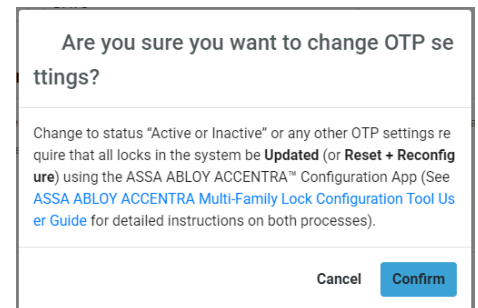 Are you sure you want to change OTP se
ttings?
Change to status “Active or Inactive” or any other OTP settings re
quire that all locks in the system be Updated (or Reset + Reconfig
ure) using the ASSA ABLOY ACCENTRA™ Configuration App (See
ASSA ABLOY ACCENTRA Multi-Family Lock Configuration Tool Us
er Guide for detailed instructions on both processes).
Cancel Confirm